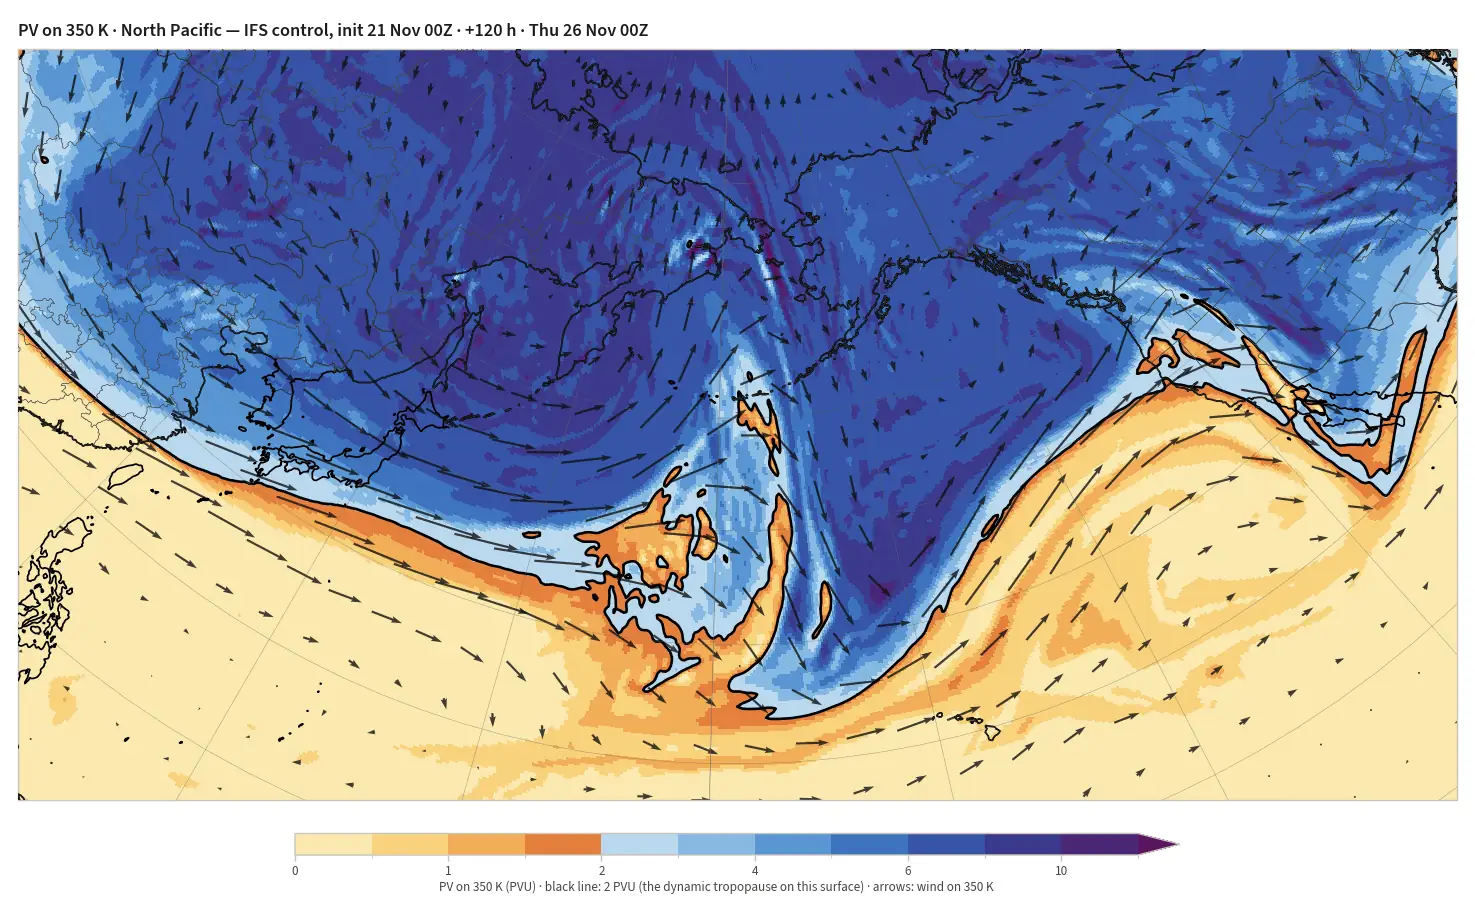 PV on 350 K · North Pacific — IFS control, init 21 Nov 00Z · +120 h · Thu 26 Nov 00Z
0 1 2 4 6 10
PV on 350 K (PVU) · black line: 2 PVU (the dynamic tropopause on this surface) · arrows: wind on 350 K